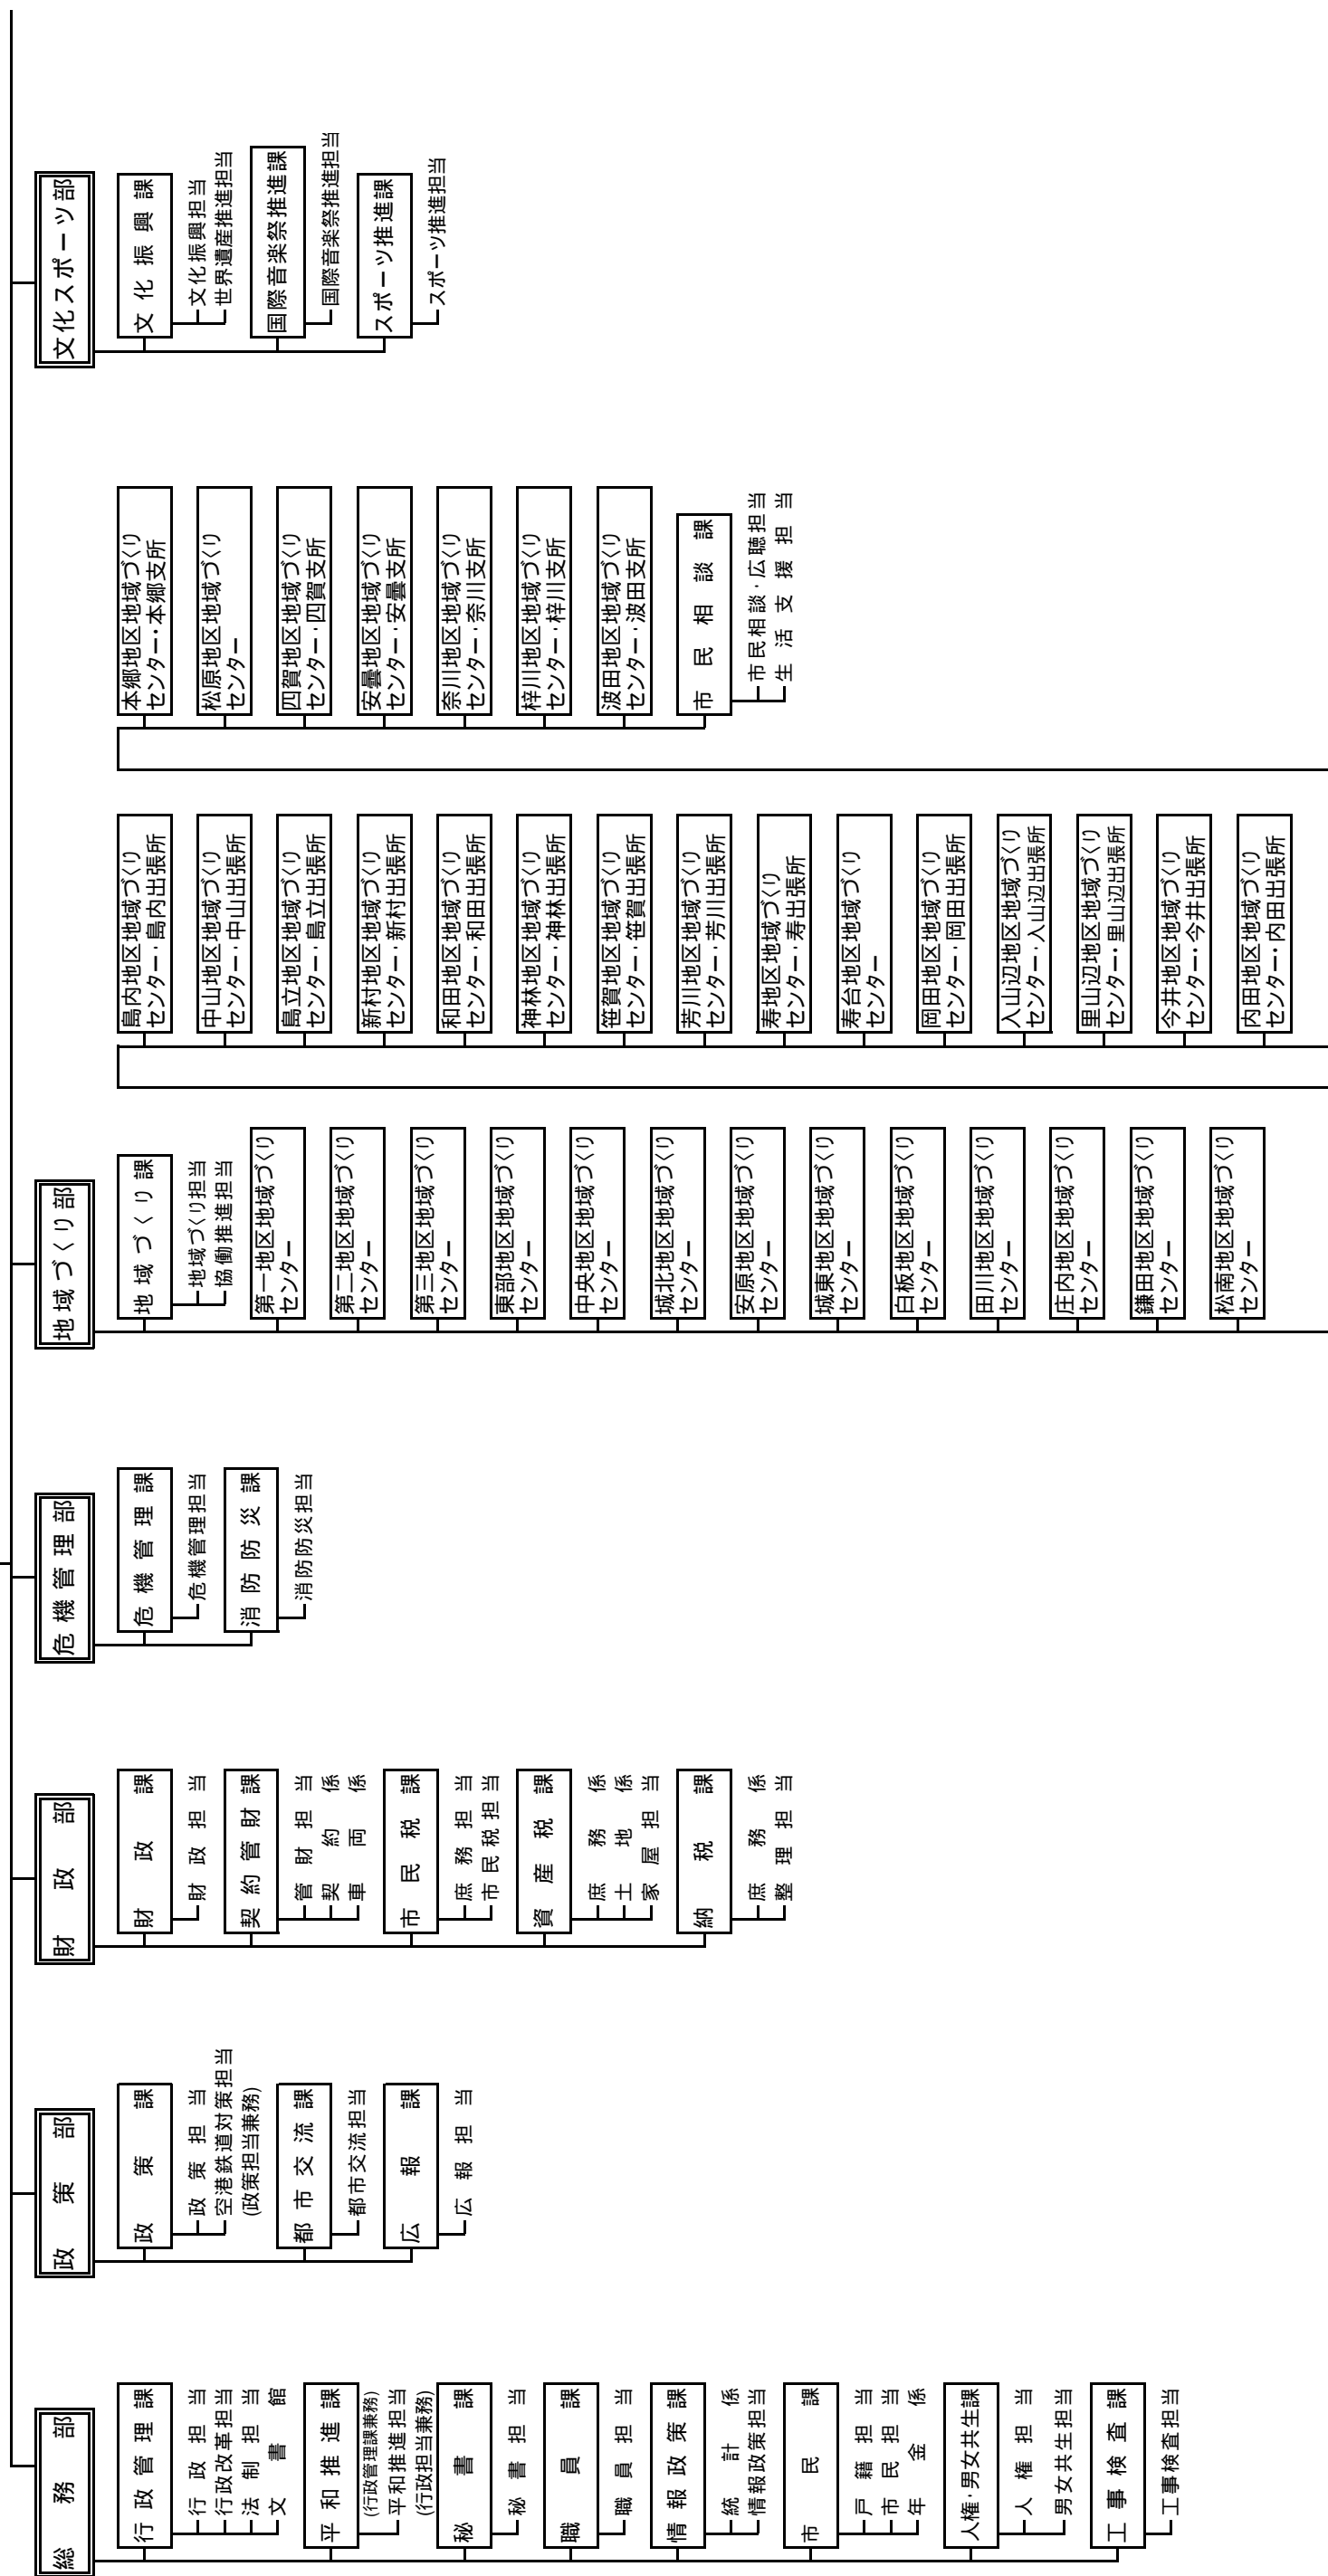 総務部
行政管理課
行政担当
行政改革担当
法制担当
文書館
平和推進課
(行政管理課兼務)
平和推進担当
(行政担当兼務)
秘書課
秘書担当
職員課
職員担当
情報政策課
統計係
情報政策担当
市民課
戸籍担当
市民担当
年金係
人権・男女共生課
人権担当
男女共生担当
工事検査課
工事検査担当
政策部
政策課
政策担当
空港鉄道対策担当
(政策担当兼務)
都市交流課
都市交流担当
広報課
広報担当
財政部
財政課
財政担当
契約管財課
管財担当
契約係
車両係
市民税課
庶務担当
市民税担当
資産税課
庶務係
土地係
家屋担当
納税課
庶務係
整理担当
危機管理部
危機管理課
危機管理担当
消防防災課
消防防災担当
地域づくり部
地域づくり課
地域づくり担当
協働推進担当
第一地区地域づくり
センター
第二地区地域づくり
センター
第三地区地域づくり
センター
東部地区地域づくり
センター
中央地区地域づくり
センター
城北地区地域づくり
センター
安原地区地域づくり
センター
城東地区地域づくり
センター
白板地区地域づくり
センター
田川地区地域づくり
センター
庄内地区地域づくり
センター
鎌田地区地域づくり
センター
松南地区地域づくり
センター
島内地区地域づくり
センター・島内出張所
中山地区地域づくり
センター・中山出張所
島立地区地域づくり
センター・島立出張所
新村地区地域づくり
センター・新村出張所
和田地区地域づくり
センター・和田出張所
神林地区地域づくり
センター・神林出張所
笹賀地区地域づくり
センター・笹賀出張所
芳川地区地域づくり
センター・芳川出張所
寿地区地域づくり
センター・寿出張所
寿台地区地域づくり
センター
岡田地区地域づくり
センター・岡田出張所
入山辺地区地域づくり
センター・入山辺出張所
里山辺地区地域づくり
センター・里山辺出張所
今井地区地域づくり
センター・今井出張所
内田地区地域づくり
センター・内田出張所
本郷地区地域づくり
センター・本郷支所
松原地区地域づくり
センター
四賀地区地域づくり
センター・四賀支所
安曇地区地域づくり
センター・安曇支所
奈川地区地域づくり
センター・奈川支所
梓川地区地域づくり
センター・梓川支所
波田地区地域づくり
センター・波田支所
市民相談課
市民相談・広聴担当
生活支援担当
文化スポーツ部
文化振興課
文化振興担当
世界遺産推進担当
国際音楽祭推進課
国際音楽祭推進担当
スポーツ推進課
スポーツ推進担当